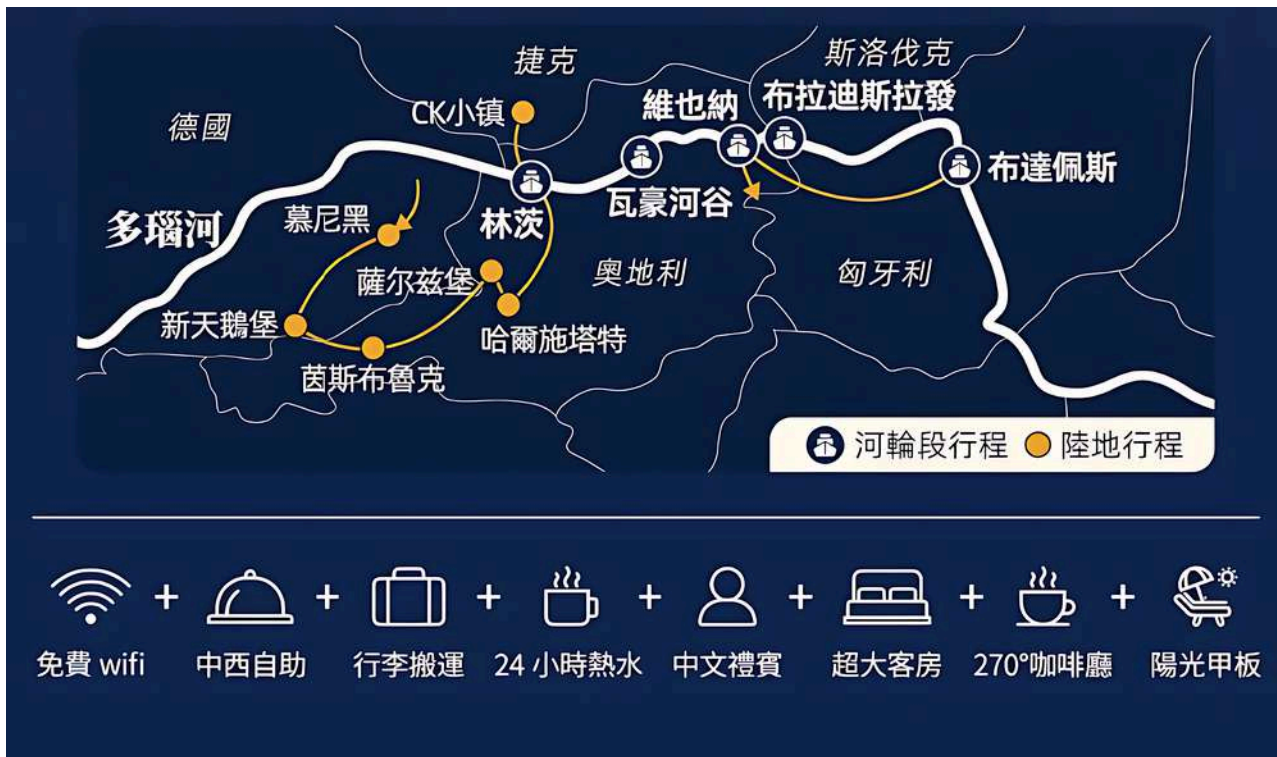 捷克
斯洛伐克
CK小镇
維也納
布拉迪斯拉發
德國
布達佩斯
瓦豪河谷
多瑙河
慕尼黑
林茨
薩尔兹堡
奧地利
匈牙利
新天鵝堡
哈爾施塔特
茵斯布魯克
河輪段行程
陸地行程
免費 wifi + 中西自助 + 行李搬運 + 24 小時熱水 + 中文禮賓 + 超大客房 + 270°咖啡廳 + 陽光甲板